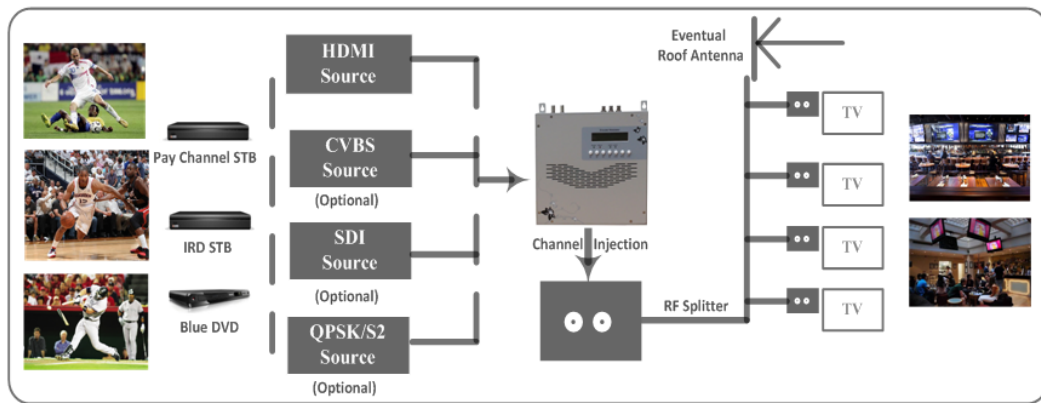 Pay Channel STB
IRD STB
Blue DVD
HDMI
Source
CVBS
Source
(Optional)
SDI
Source
(Optional)
QPSK/S2
Source
(Optional)
Channel Injection
RF Splitter
Eventual
Roof Antenna
TV
TV
TV
TV